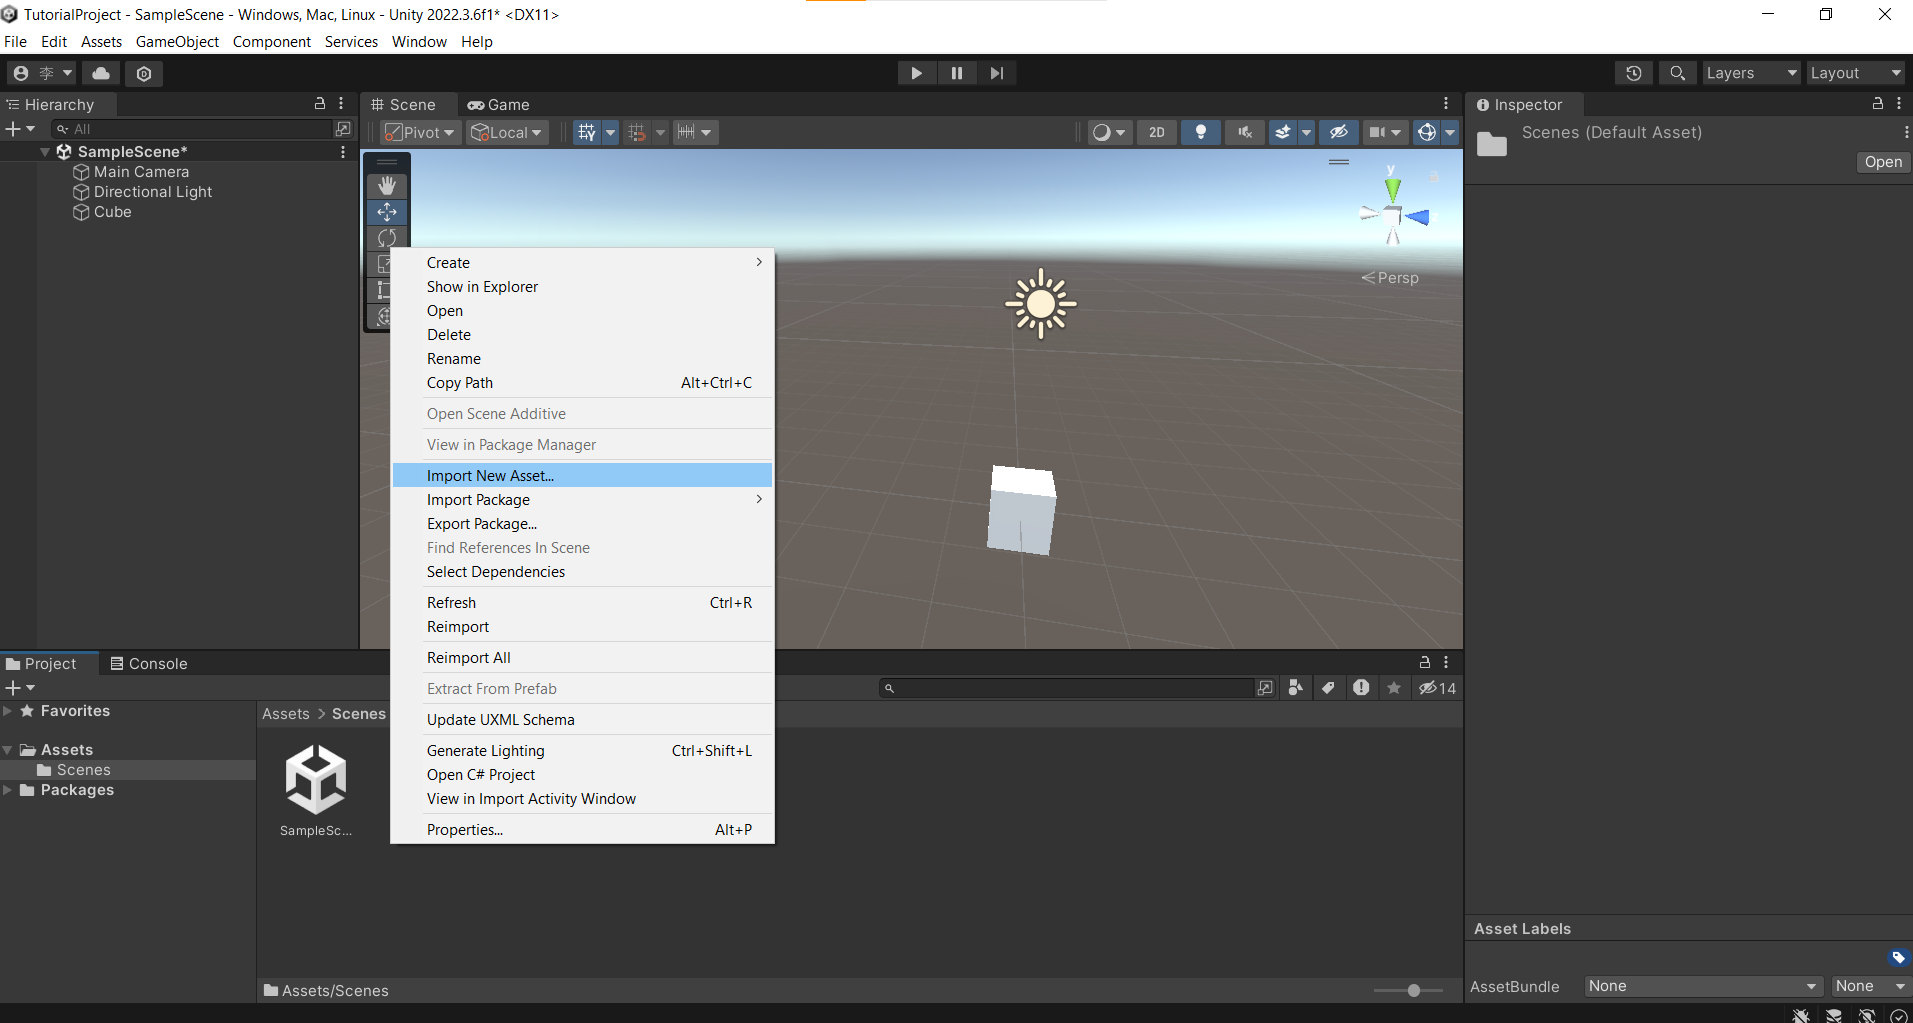 TutorialProject - SampleScene - Windows, Mac, Linux - Unity 2022.3.6f1* <DX11>
File Edit Assets GameObject Component Services Window Help
李
Layers Layout
Hierarchy
All
SampleScene*
Main Camera
Directional Light
Cube
Scene Game
Pivot Local 2D
y
Persp
Create
Show in Explorer
Open
Delete
Rename
Copy Path Alt+Ctrl+C
Open Scene Additive
View in Package Manager
Import New Asset...
Import Package
Export Package...
Find References In Scene
Select Dependencies
Refresh Ctrl+R
Reimport
Reimport All
Extract From Prefab
Update UXML Schema
Generate Lighting Ctrl+Shift+L
Open C# Project
View in Import Activity Window
Properties... Alt+P
Inspector
Scenes (Default Asset)
Open
Project Console
14
Favorites
Assets
Scenes
Packages
Assets > Scenes
SampleSc...
Assets/Scenes
Asset Labels
AssetBundle None None